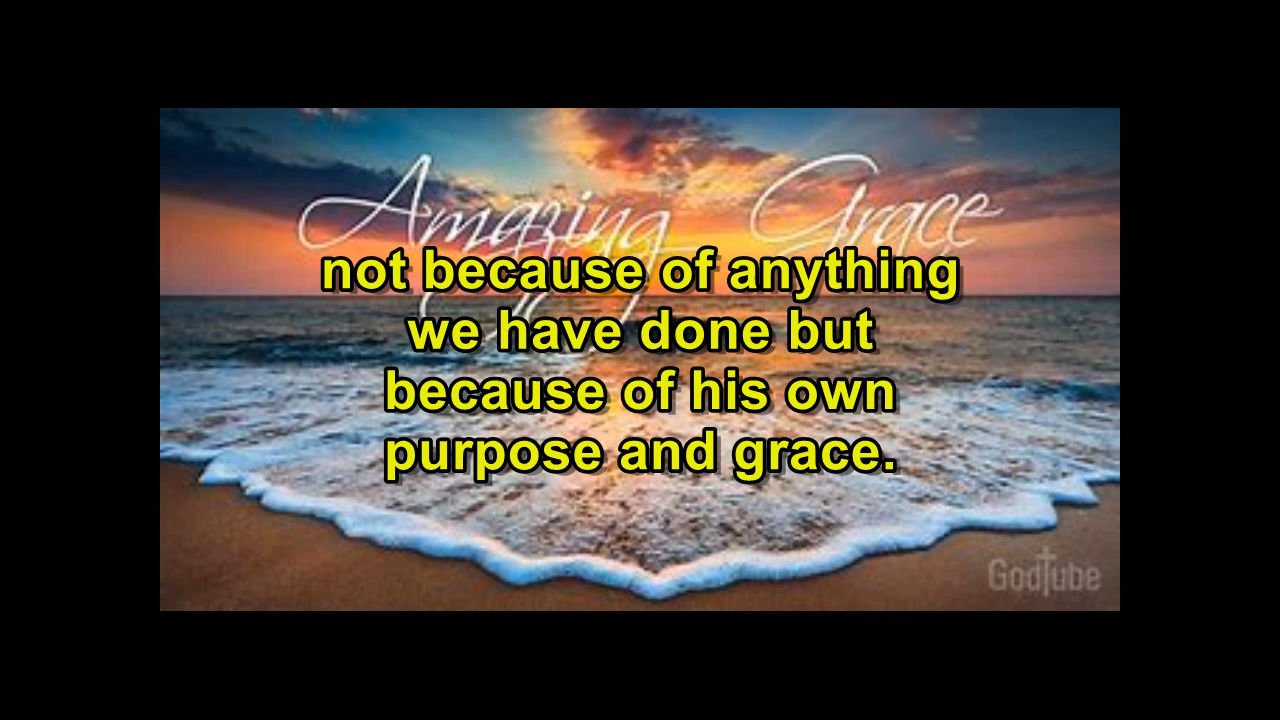 Amazing Grace
not because of anything
we have done but
because of his own
purpose and grace.
GodTube